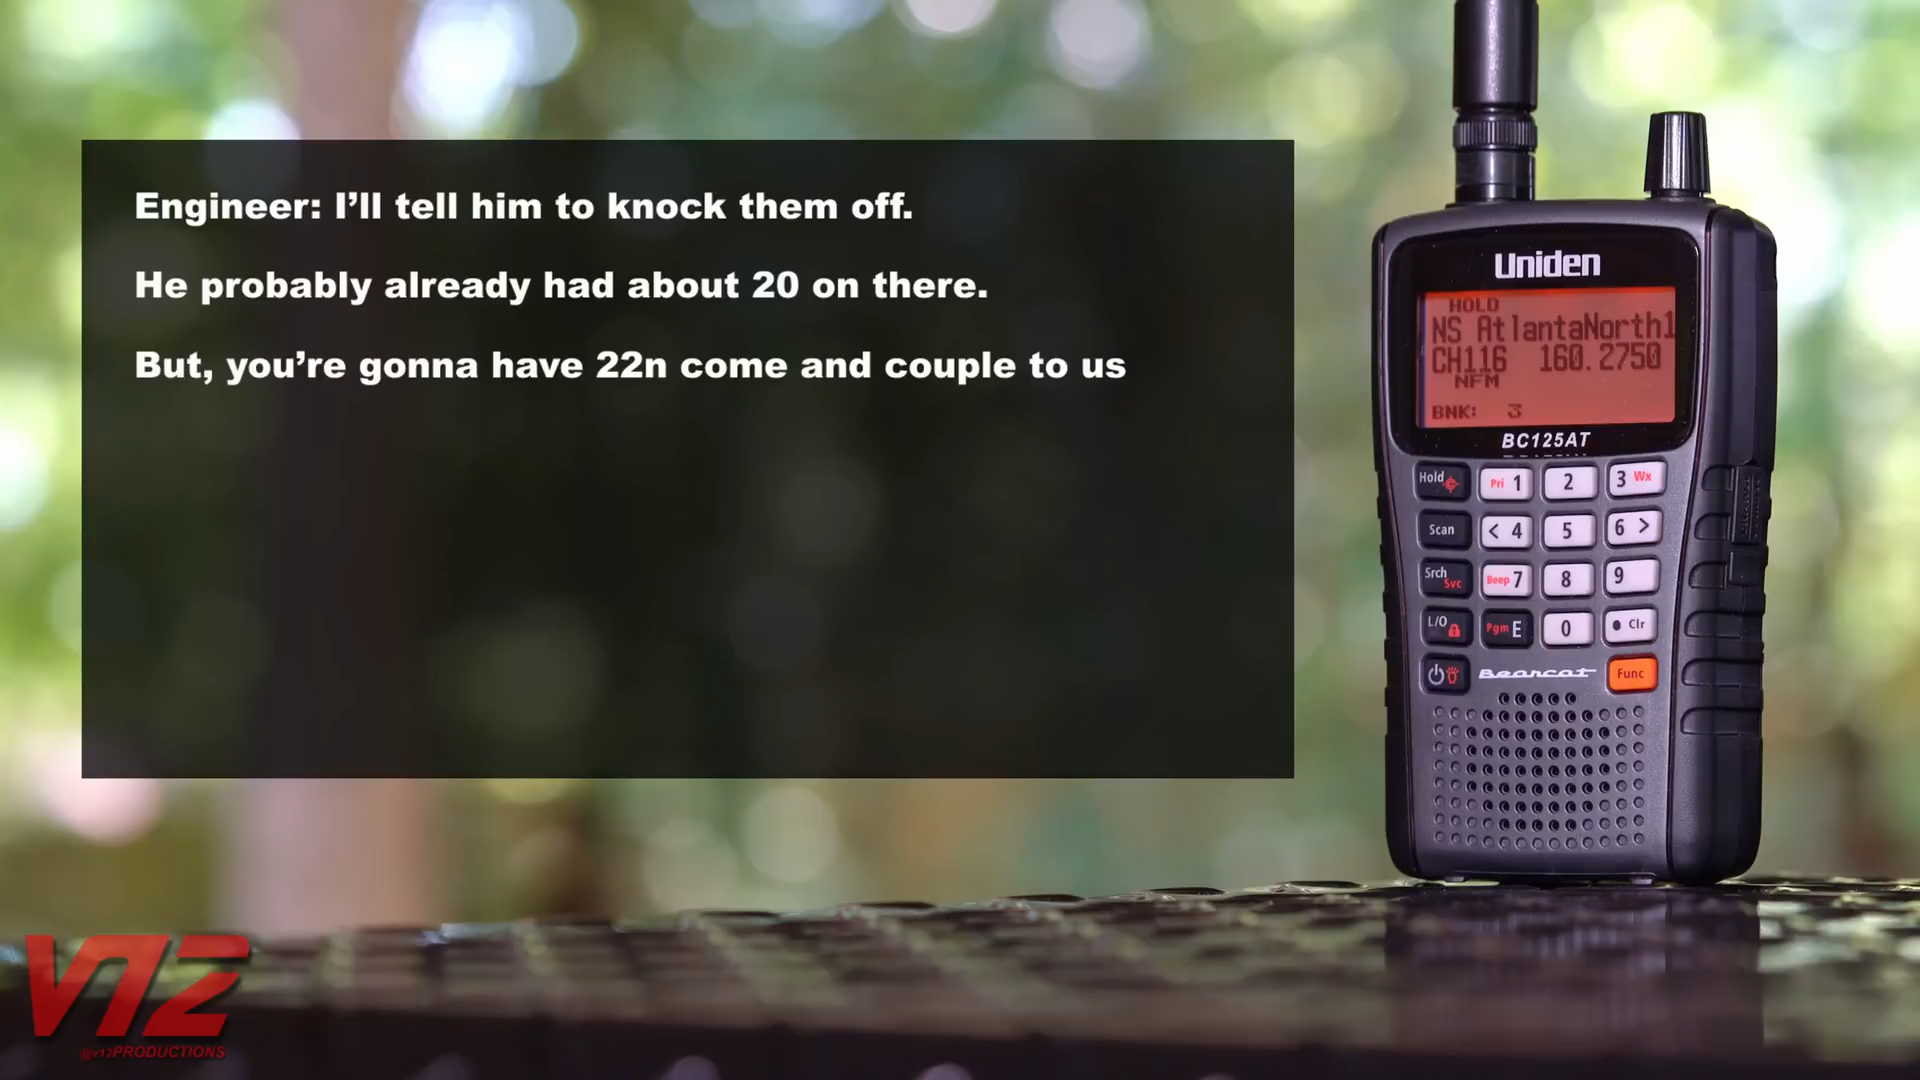 Engineer: I’ll tell him to knock them off.
He probably already had about 20 on there.
But, you’re gonna have 22n come and couple to us
Uniden
HOLD
NS AtlantaNorth1
CH116 160.2750
NFM
BNK: 3
BC125AT
Hold Pri 1 2 3 Wx
Scan < 4 5 6 >
Srch Svc Beep 7 8 9
L/O Pgm E 0 • Clr
Bearcat Func
V12
@V12PRODUCTIONS